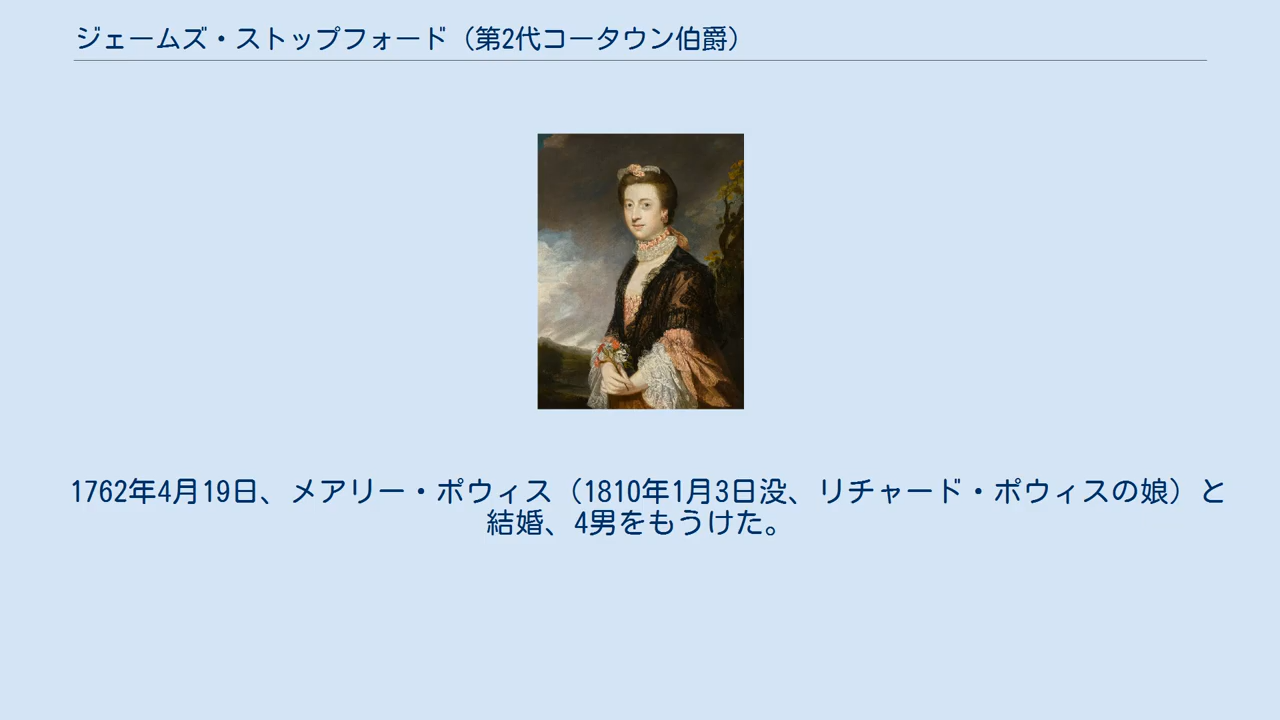 ジェームズ・ストップフォード（第2代コータウン伯爵）
1762年4月19日、メアリー・ポウィス（1810年1月3日没、リチャード・ポウィスの娘）と
結婚、4男をもうけた。